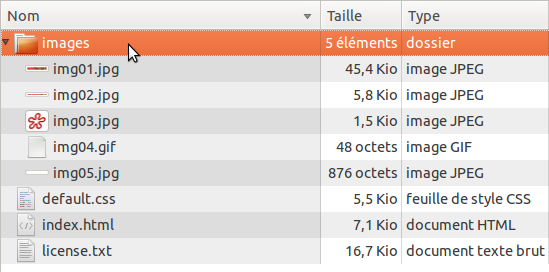 Nom Taille Type
images 5 éléments dossier
img01.jpg 45,4 Kio image JPEG
img02.jpg 5,8 Kio image JPEG
img03.jpg 1,5 Kio image JPEG
img04.gif 48 octets image GIF
img05.jpg 876 octets image JPEG
default.css 5,5 Kio feuille de style CSS
index.html 7,1 Kio document HTML
license.txt 16,7 Kio document texte brut